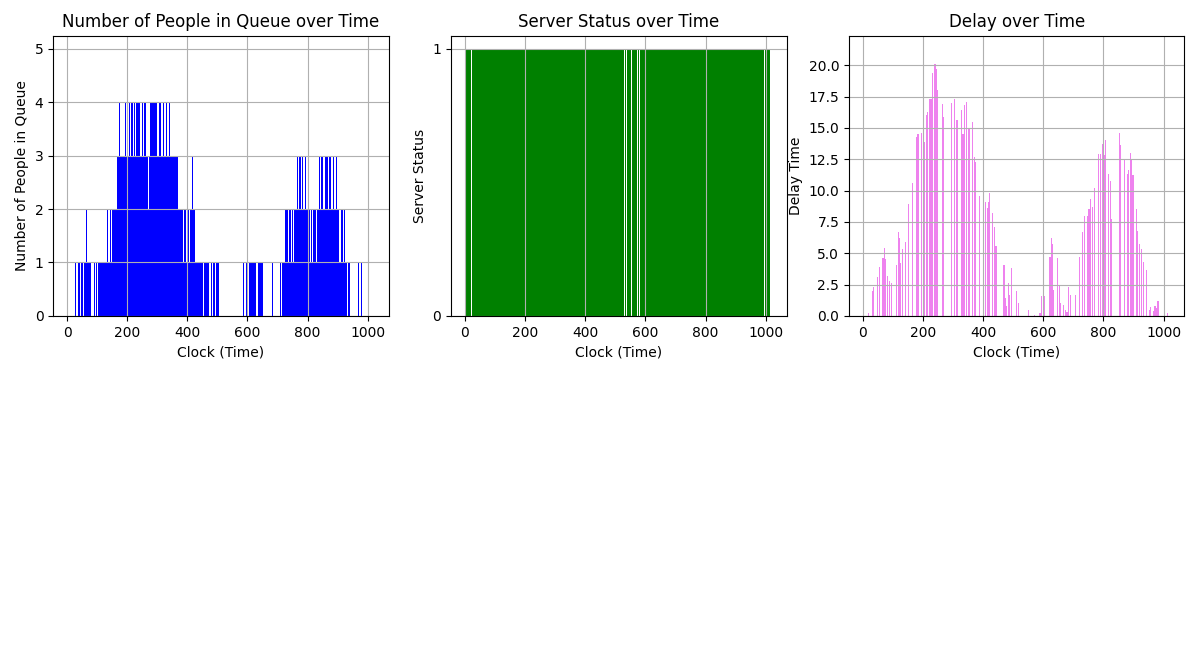 Number of People in Queue over Time
Number of People in Queue
5
4
3
2
1
0
0 200 400 600 800 1000
Clock (Time)
Server Status over Time
Server Status
1
0
0 200 400 600 800 1000
Clock (Time)
Delay over Time
Delay Time
20.0
17.5
15.0
12.5
10.0
7.5
5.0
2.5
0.0
0 200 400 600 800 1000
Clock (Time)